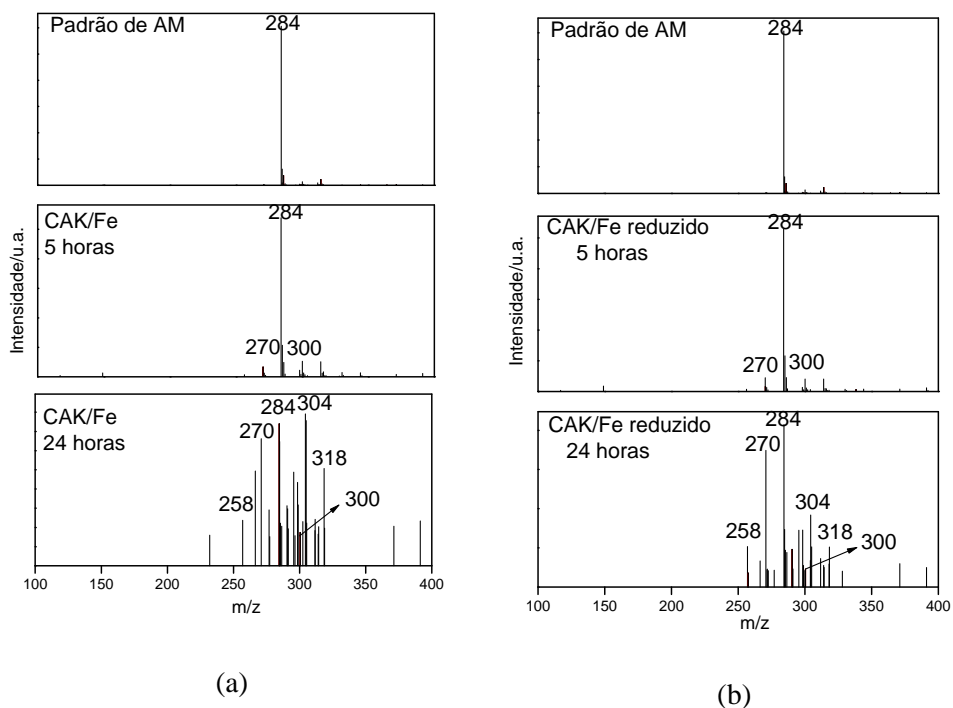 Padrão de AM
284
CAK/Fe
5 horas
284
270
300
CAK/Fe
24 horas
284
304
270
258
318
300
100
150
200
250
300
350
400
m/z
Intensidade/u.a.
(a)
Padrão de AM
284
CAK/Fe reduzido
5 horas
284
270
300
CAK/Fe reduzido
24 horas
284
270
304
258
318
300
100
150
200
250
300
350
400
m/z
Intensidade/u.a.
(b)